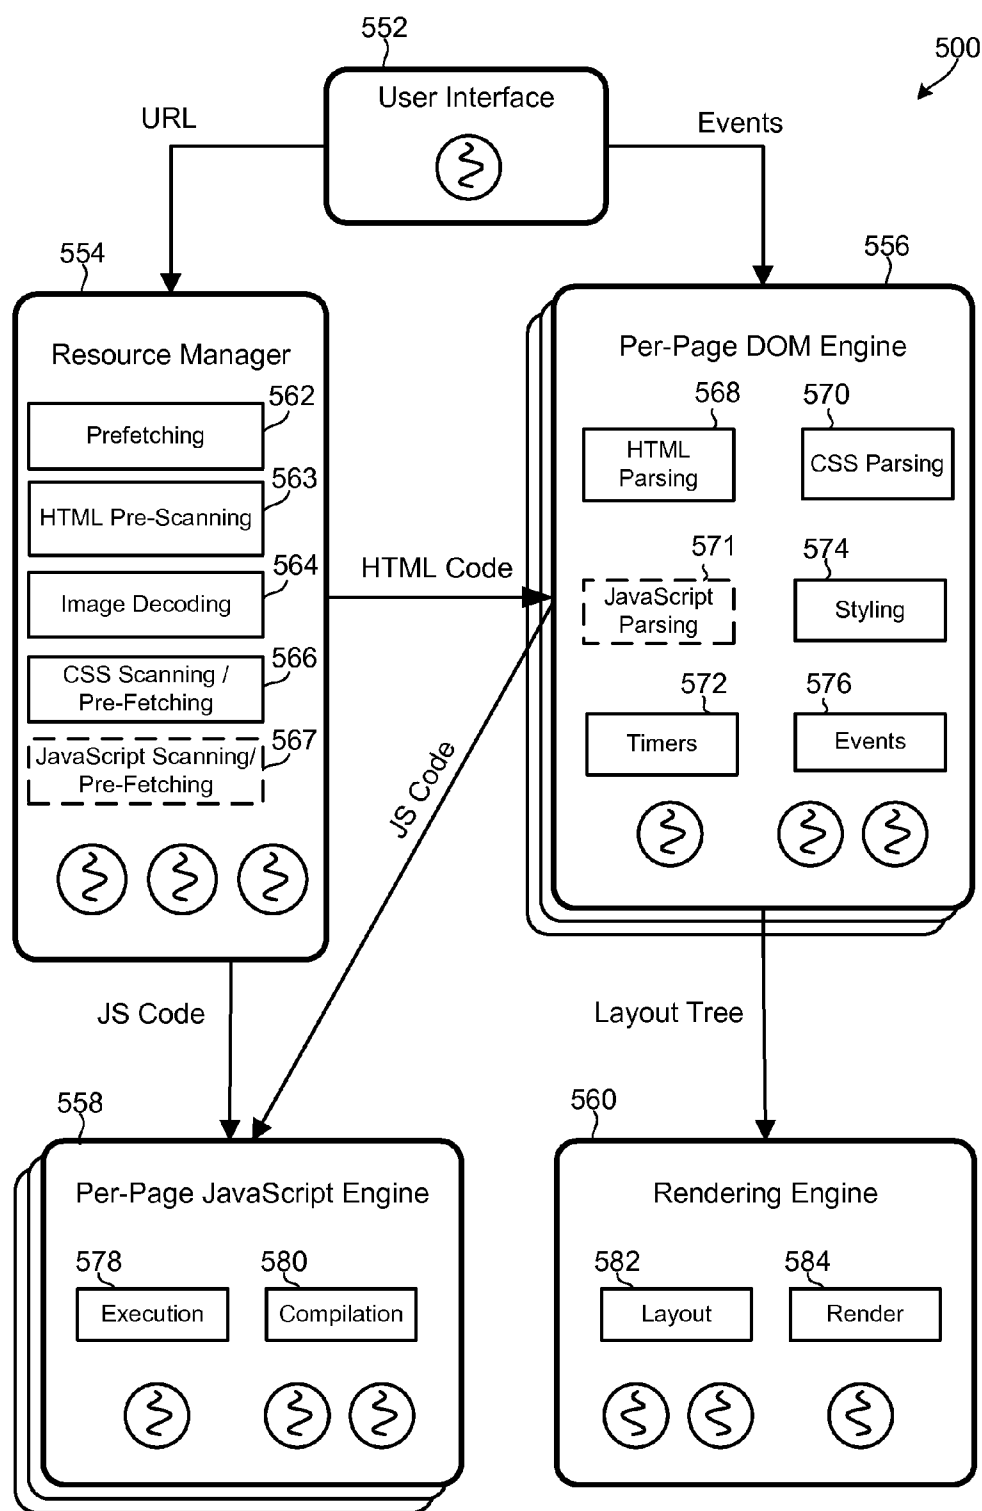 552
500
User Interface
URL
Events
554
556
Resource Manager
Per-Page DOM Engine
562
Prefetching
563
HTML Pre-Scanning
564
Image Decoding
566
CSS Scanning /
Pre-Fetching
567
JavaScript Scanning/
Pre-Fetching
568
HTML
Parsing
570
CSS Parsing
571
JavaScript
Parsing
574
Styling
572
Timers
576
Events
HTML Code
JS Code
JS Code
Layout Tree
558
560
Per-Page JavaScript Engine
578
Execution
580
Compilation
Rendering Engine
582
Layout
584
Render